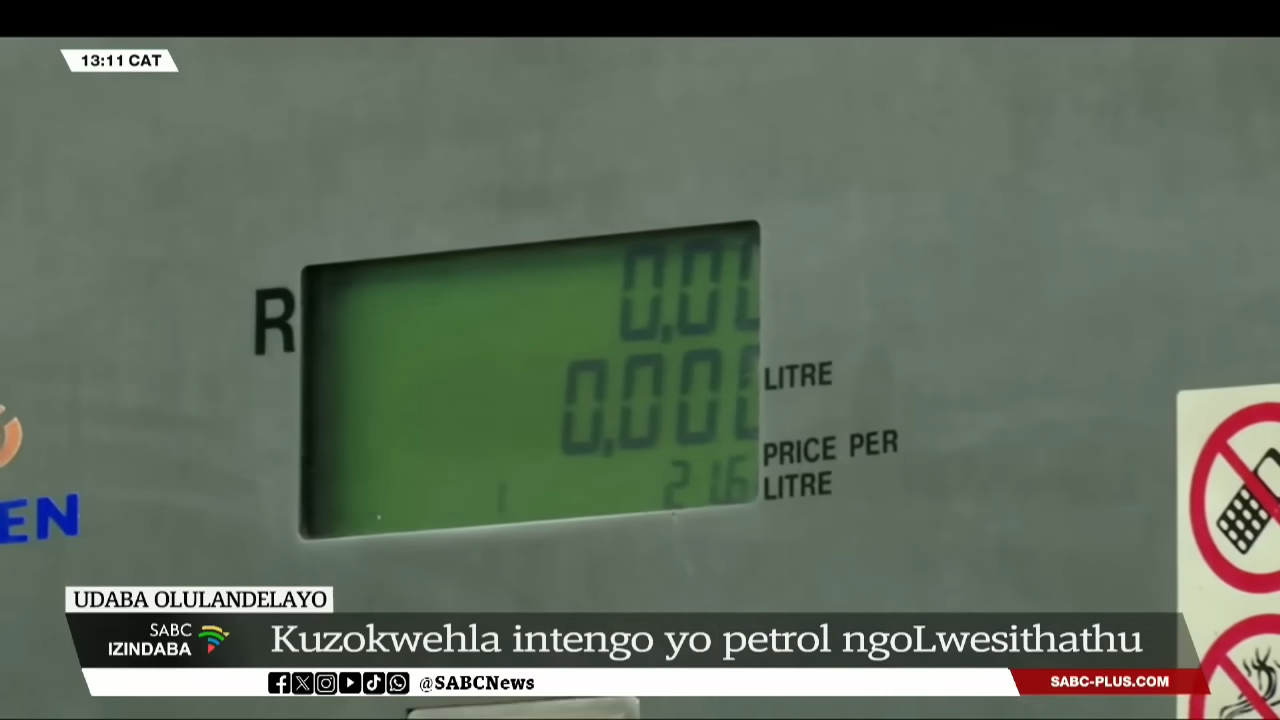 13:11 CAT
R
0,00
0,000
LITRE
PRICE PER
LITRE
1
21.6
EN
UDABA OLULANDELAYO
SABC
IZINDABA
Kuzokwehla intengo yo petrol ngoLwesithathu
@SABCNews
SABC-PLUS.COM